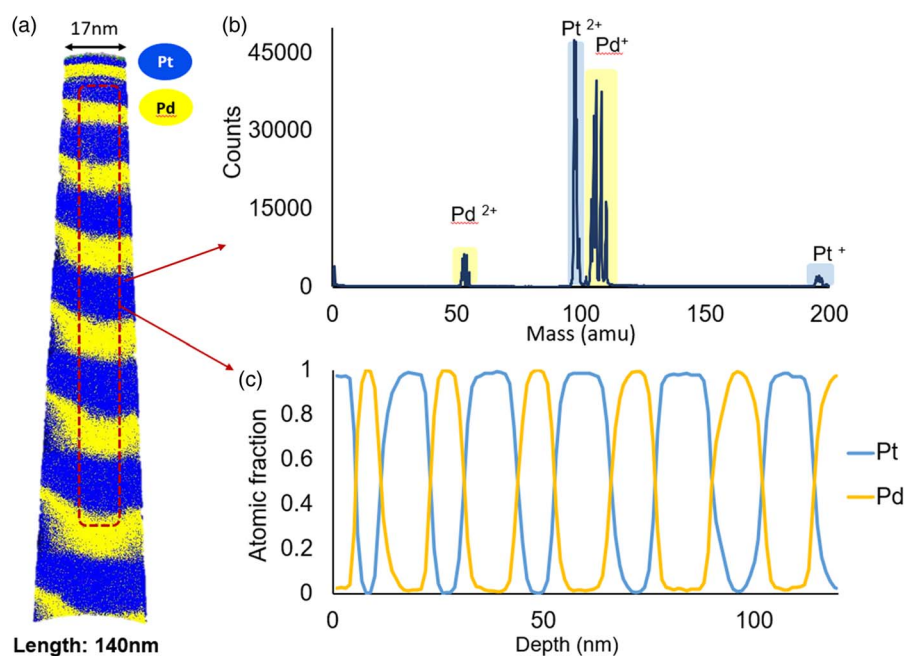 (a)
17nm
Pt
Pd
Length: 140nm
(b)
45000
30000
15000
0
Counts
Pt 2+
Pd+
Pd 2+
Pt +
0 50 100 150 200
Mass (amu)
(c)
1
0.8
0.6
0.4
0.2
0
Atomic fraction
Pt
Pd
0 50 100
Depth (nm)